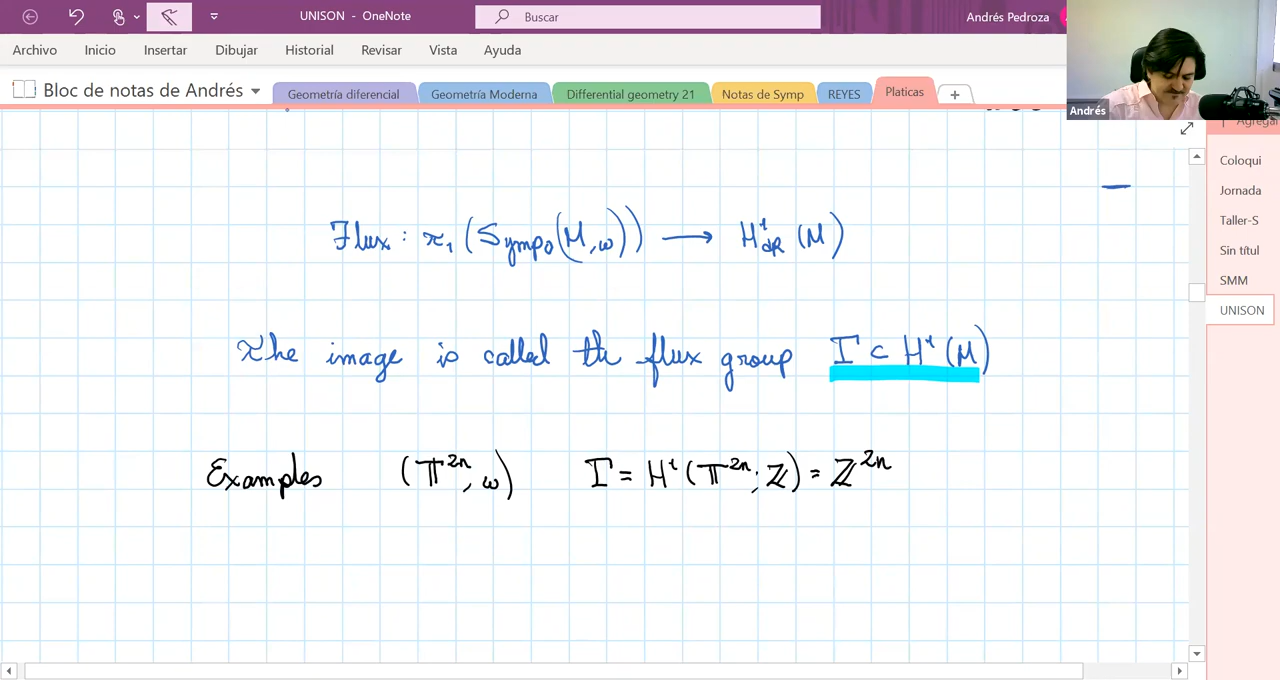 UNISON - OneNote
Buscar
Andrés Pedroza
Archivo Inicio Insertar Dibujar Historial Revisar Vista Ayuda
Bloc de notas de Andrés
Geometría diferencial
Geometría Moderna
Differential geometry 21
Notas de Symp
REYES
Platicas
Andrés
Agregar
Coloqui
Jornada
Taller-S
Sin títul
SMM
UNISON
Flux : π₁ (Symp₀(M, ω)) → H¹dR (M)
The image is called the flux group Γ ⊂ H¹(M)
Examples (𝕋²ⁿ, ω) Γ = H¹(𝕋²ⁿ; ℤ) = ℤ²ⁿ